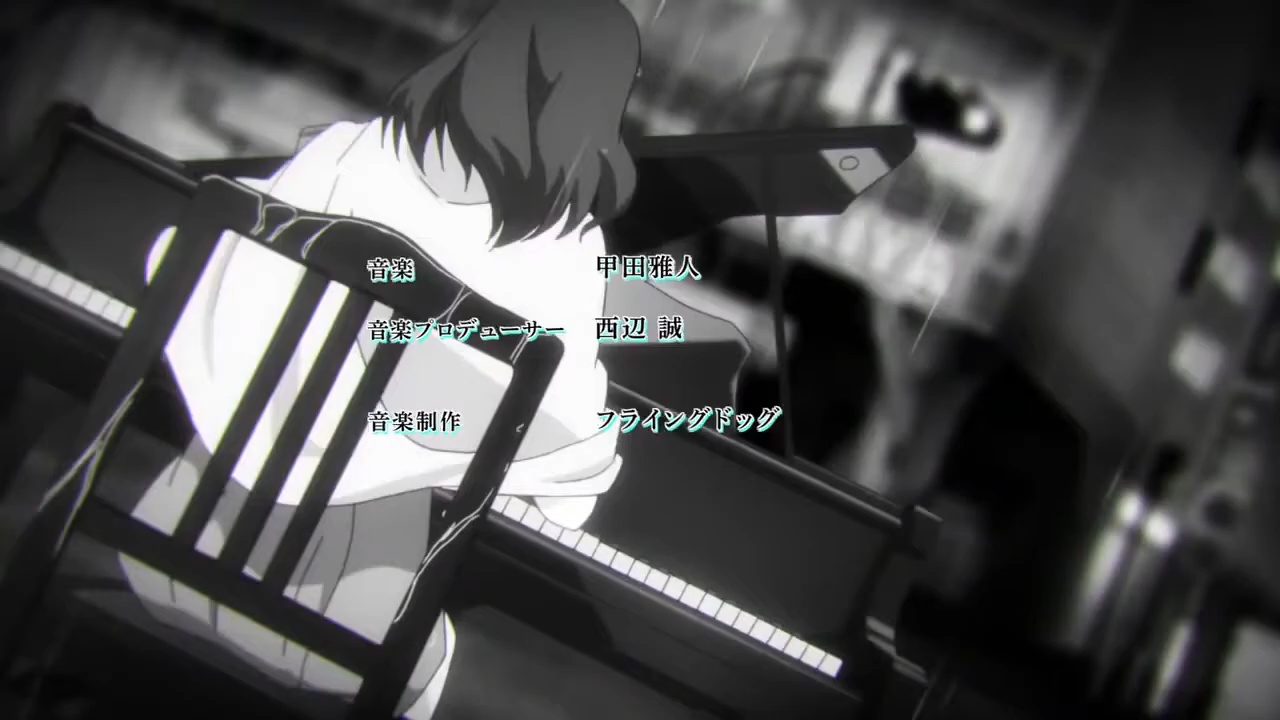 音楽 甲田雅人
音楽プロデューサー 西辺 誠
音楽制作 フライングドッグ